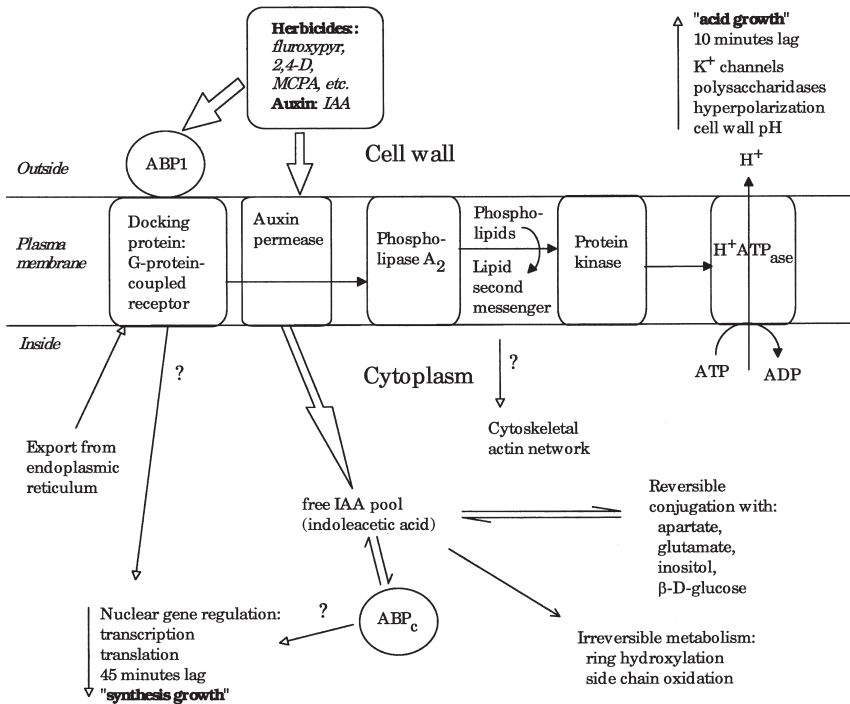 Herbicides::
fluroxypyr,
2,4-D,
MCPA, etc.
Auxin: IAA
"acid growth"
10 minutes lag
K+ channels
polysaccharidases
hyperpolarization
cell wall pH
H+
Outside
ABP1
Cell wall
Plasma
membrane
Docking
protein:
G-protein-
coupled
receptor
Auxin
permease
Phospho-
lipase A2
Phospho-
lipids
Lipid
second
messenger
Protein
kinase
H+ATPase
Inside
?
Cytoplasm
?
ATP
ADP
Export from
endoplasmic
reticulum
Cytoskeletal
actin network
free IAA pool
(indoleacetic acid)
Reversible
conjugation with:
apartate,
glutamate,
inositol,
β-D-glucose
Nuclear gene regulation:
transcription
translation
45 minutes lag
"synthesis growth"
?
ABPc
Irreversible metabolism:
ring hydroxylation
side chain oxidation